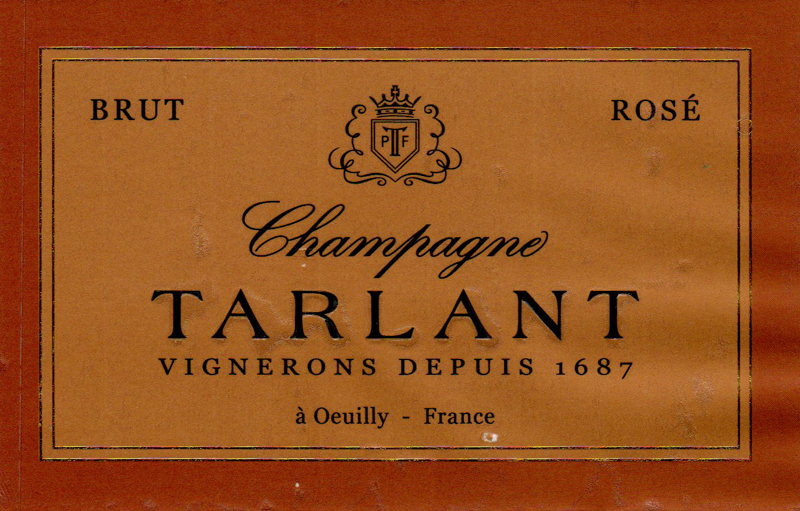 BRUT
ROSÉ
P T F
Champagne
TARLANT
VIGNERONS DEPUIS 1687
à Oeuilly - France